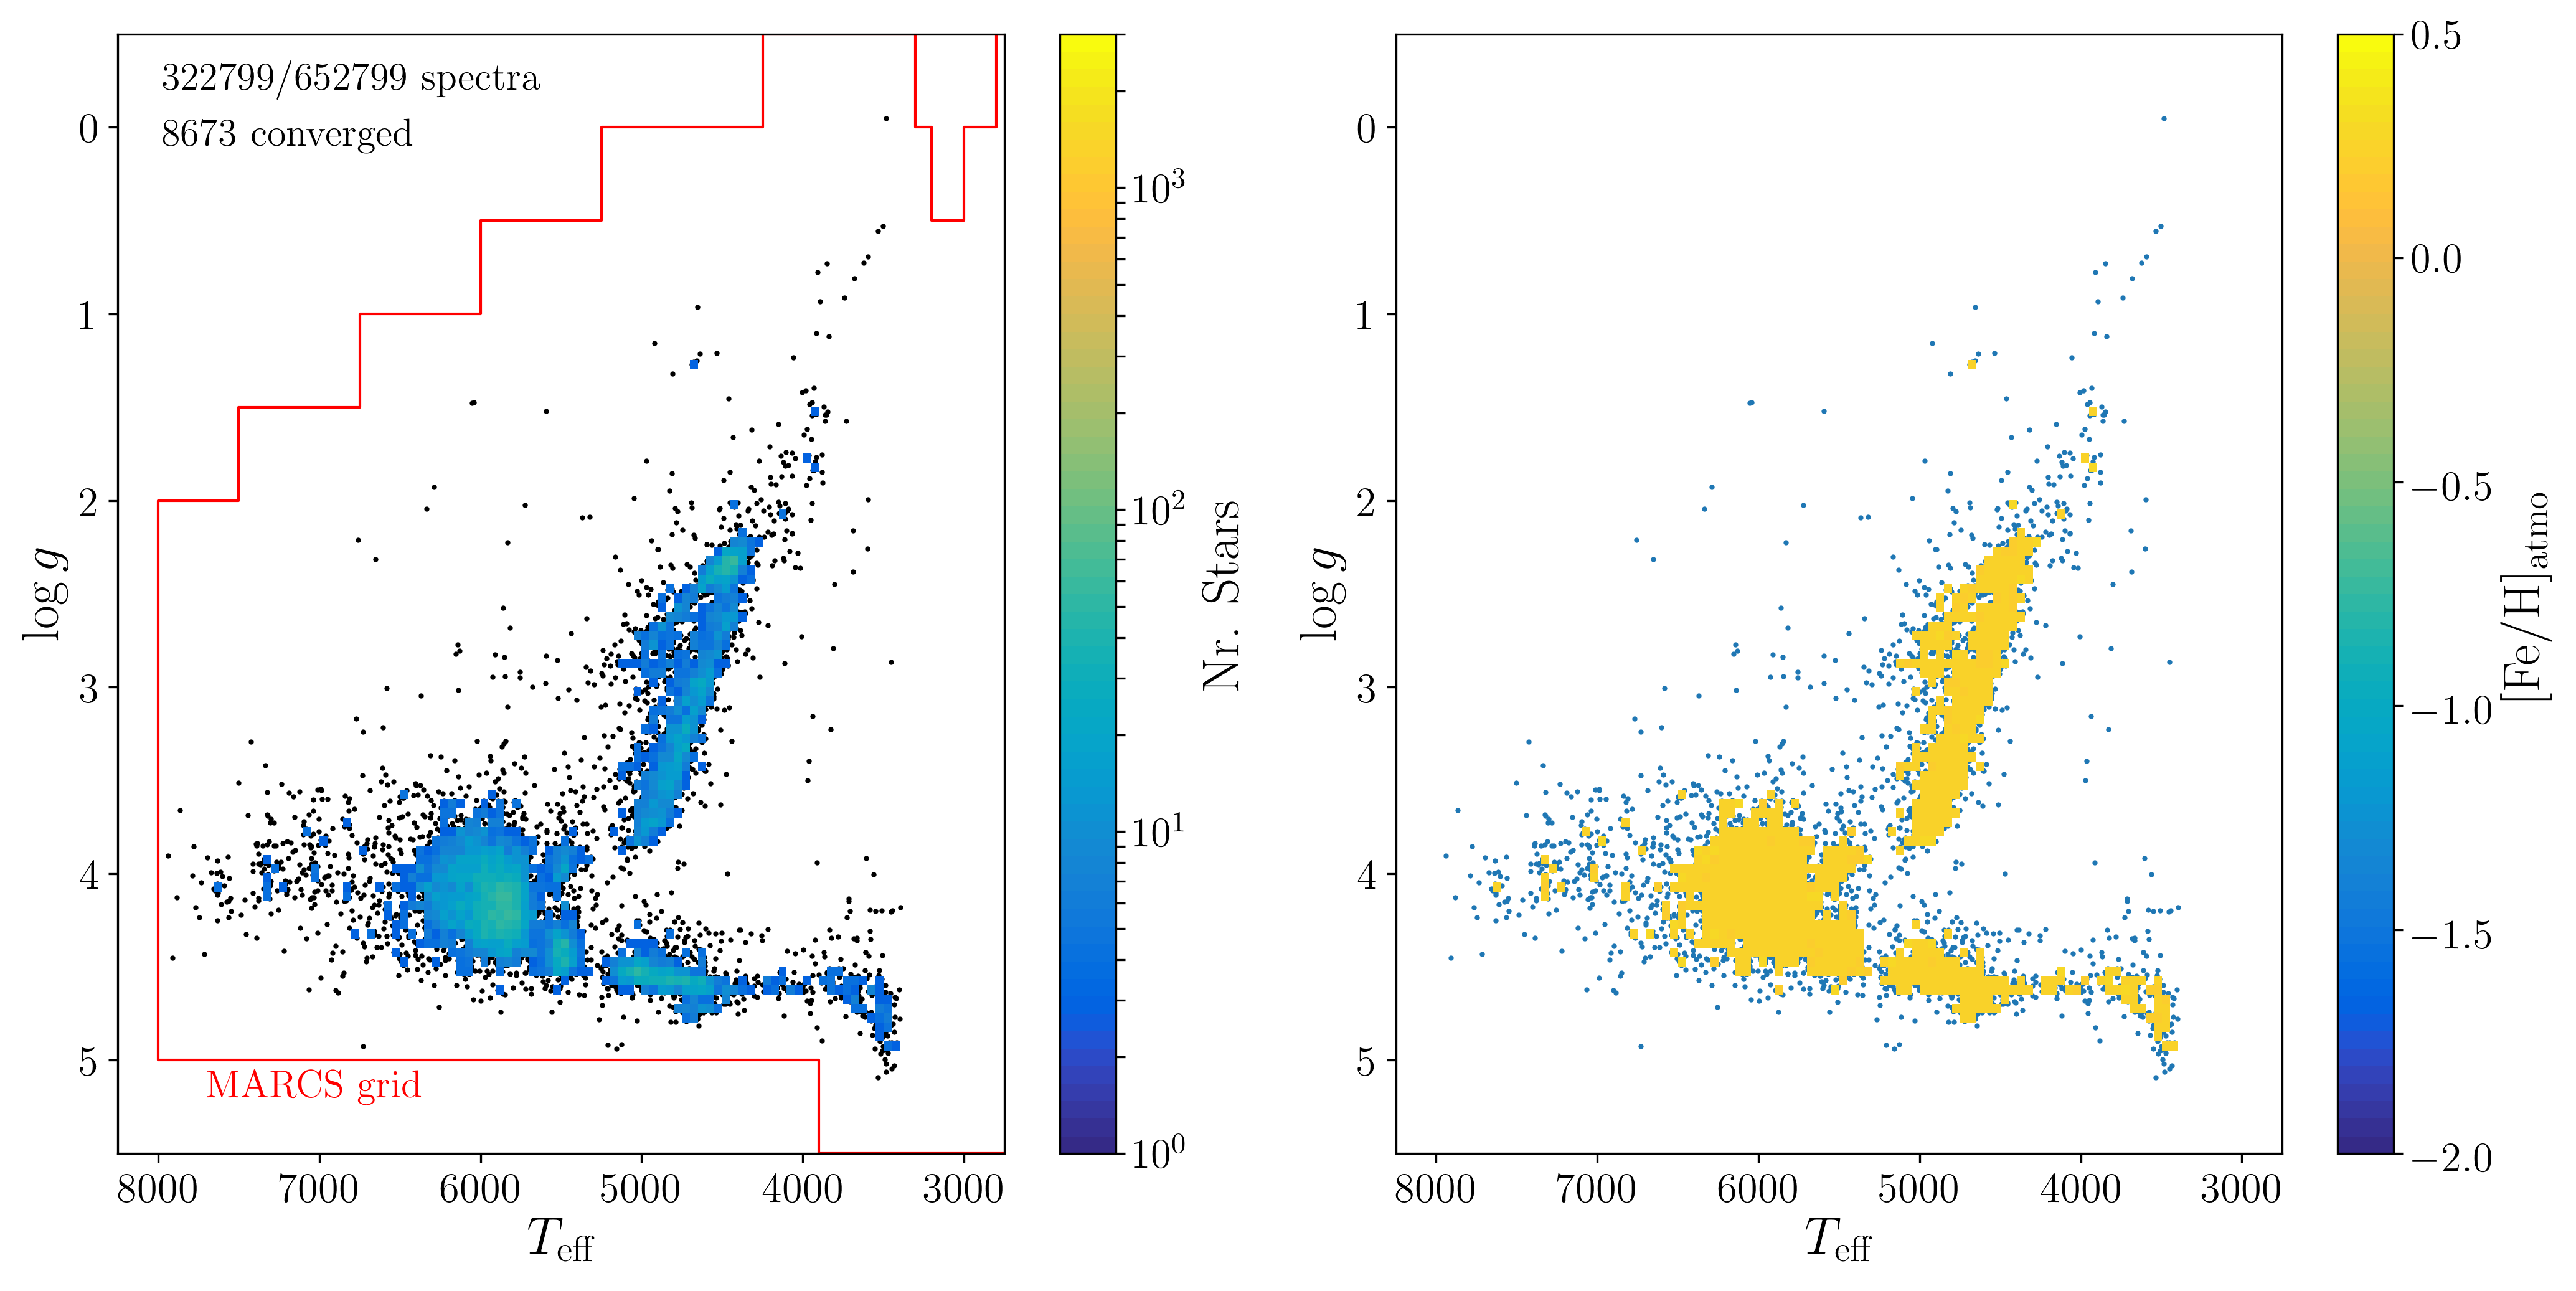 322799/652799 spectra
8673 converged
MARCS grid
0
1
2
3
4
5
log g
8000 7000 6000 5000 4000 3000
T_eff
10^3
10^2
10^1
10^0
Nr. Stars
0
1
2
3
4
5
log g
8000 7000 6000 5000 4000 3000
T_eff
0.5
0.0
−0.5
−1.0
−1.5
−2.0
[Fe/H]_atmo